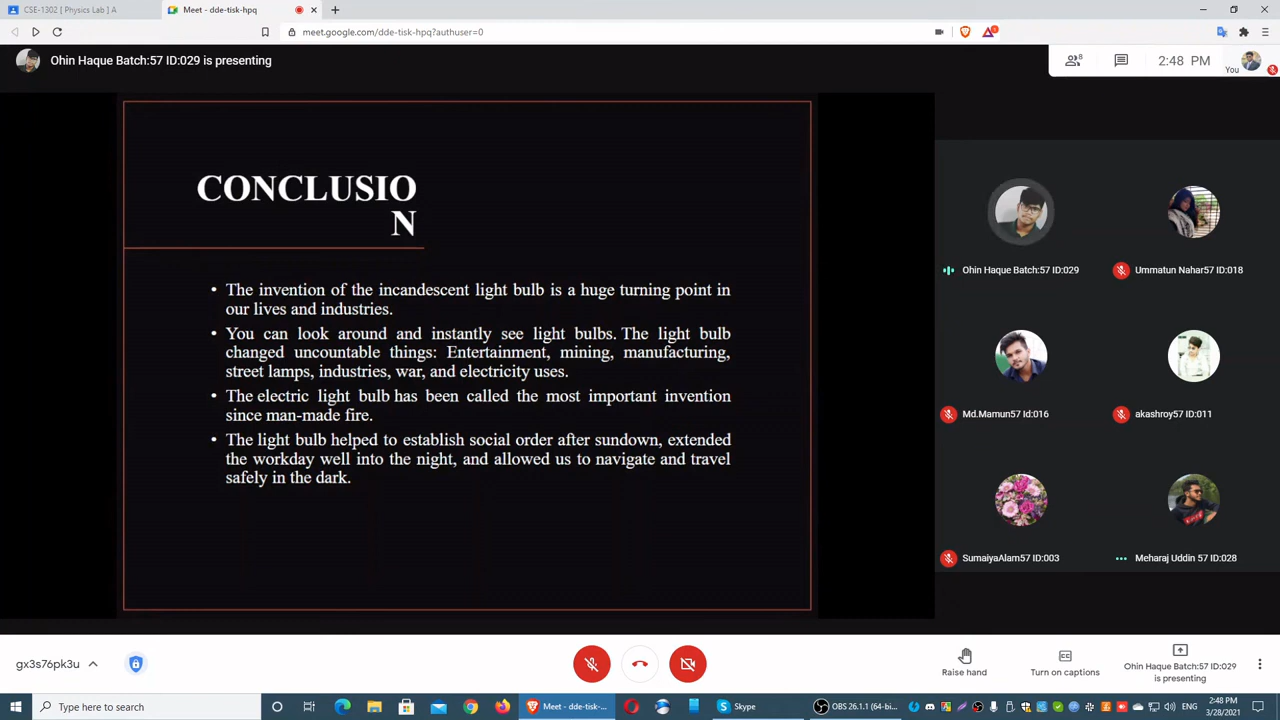 CSE-1302 [ Physics Lab ] A
Meet - dde-tisk-hpq
meet.google.com/dde-tisk-hpq?authuser=0
Ohin Haque Batch:57 ID:029 is presenting
8
2:48 PM
You
CONCLUSIO
N
• The invention of the incandescent light bulb is a huge turning point in
our lives and industries.
• You can look around and instantly see light bulbs. The light bulb
changed uncountable things: Entertainment, mining, manufacturing,
street lamps, industries, war, and electricity uses.
• The electric light bulb has been called the most important invention
since man-made fire.
• The light bulb helped to establish social order after sundown, extended
the workday well into the night, and allowed us to navigate and travel
safely in the dark.
Ohin Haque Batch:57 ID:029
Ummatun Nahar57 ID:018
Md.Mamun57 ID:016
akashroy57 ID:011
SumaiyaAlam57 ID:003
Meharaj Uddin 57 ID:028
gx3s76pk3u
Raise hand
Turn on captions
Ohin Haque Batch:57 ID:029
is presenting
Type here to search
Meet - dde-tisk-hp...
Skype
OBS 26.1.1 (64-bi...
ENG
2:48 PM
3/28/2021